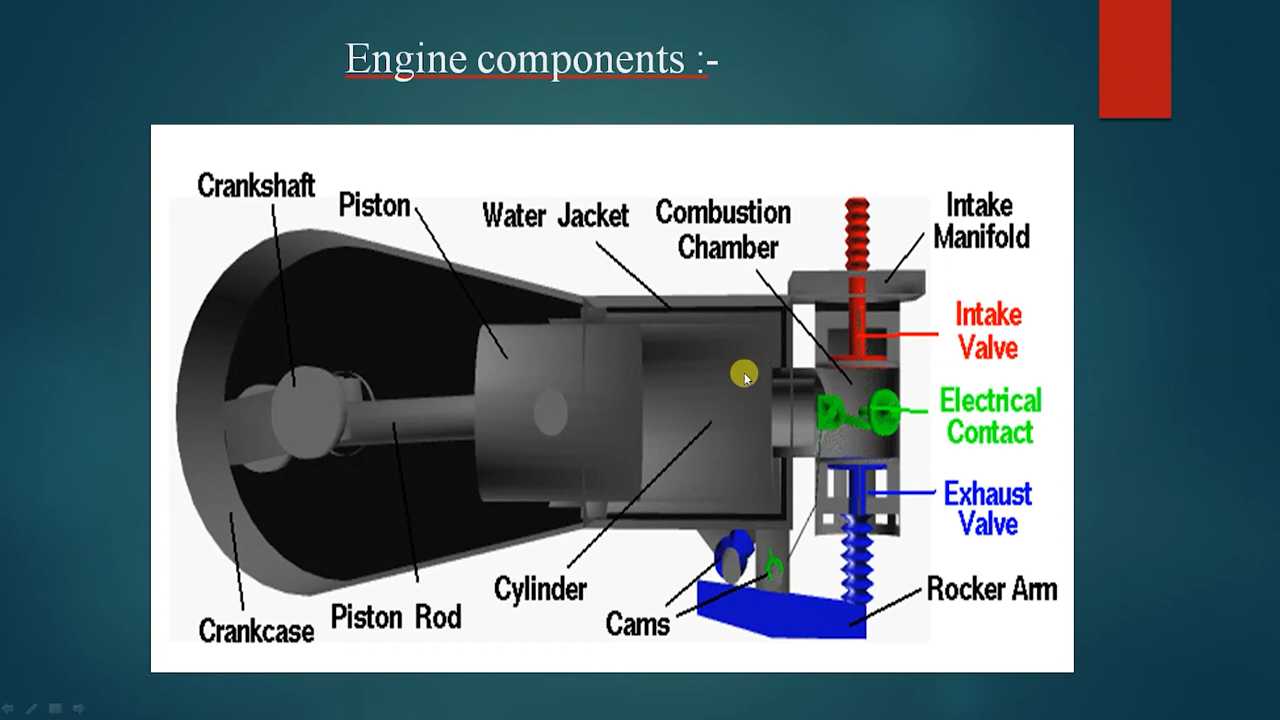 Engine components :-
Crankshaft
Piston
Water Jacket
Combustion
Chamber
Intake
Manifold
Intake
Valve
Electrical
Contact
Exhaust
Valve
Rocker Arm
Cams
Cylinder
Piston Rod
Crankcase